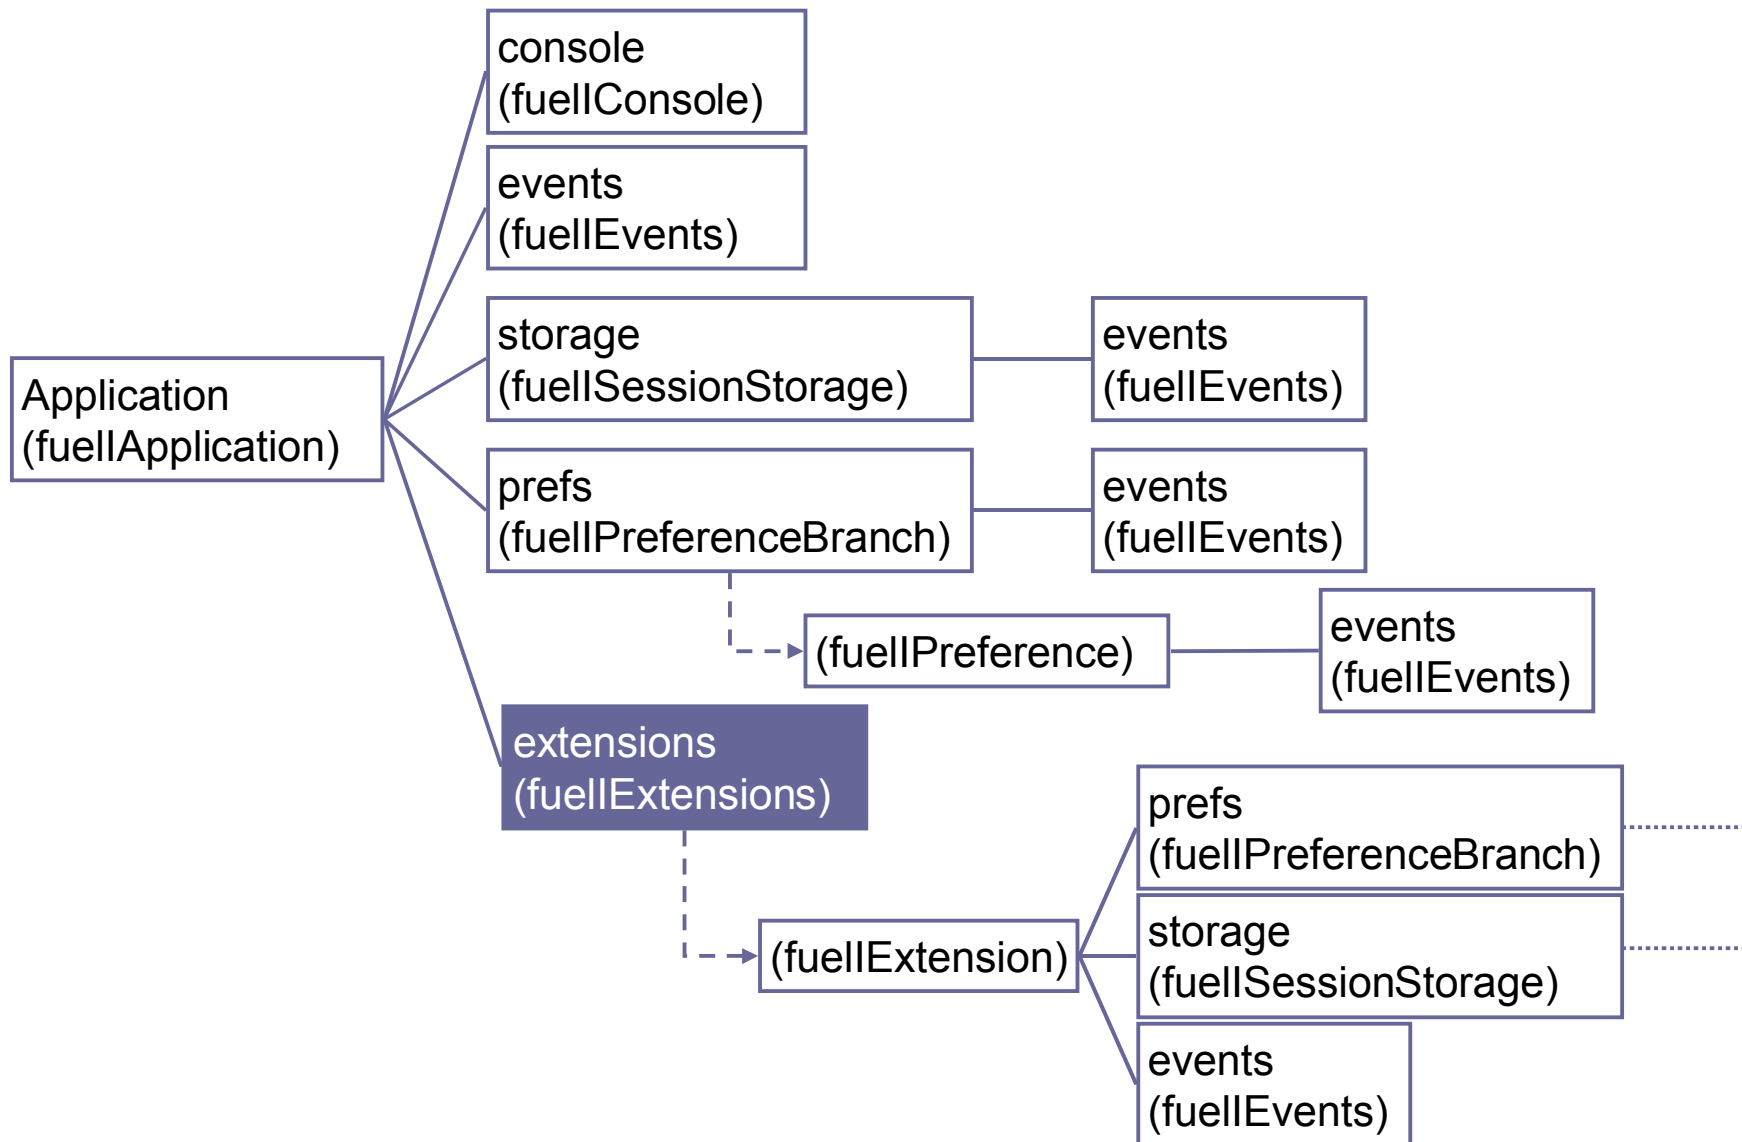 console
(fuelIConsole)
events
(fuelIEvents)
storage
(fuelISessionStorage)
events
(fuelIEvents)
Application
(fuelIApplication)
prefs
(fuelIPreferenceBranch)
events
(fuelIEvents)
(fuelIPreference)
events
(fuelIEvents)
extensions
(fuelIExtensions)
prefs
(fuelIPreferenceBranch)
(fuelIExtension)
storage
(fuelISessionStorage)
events
(fuelIEvents)